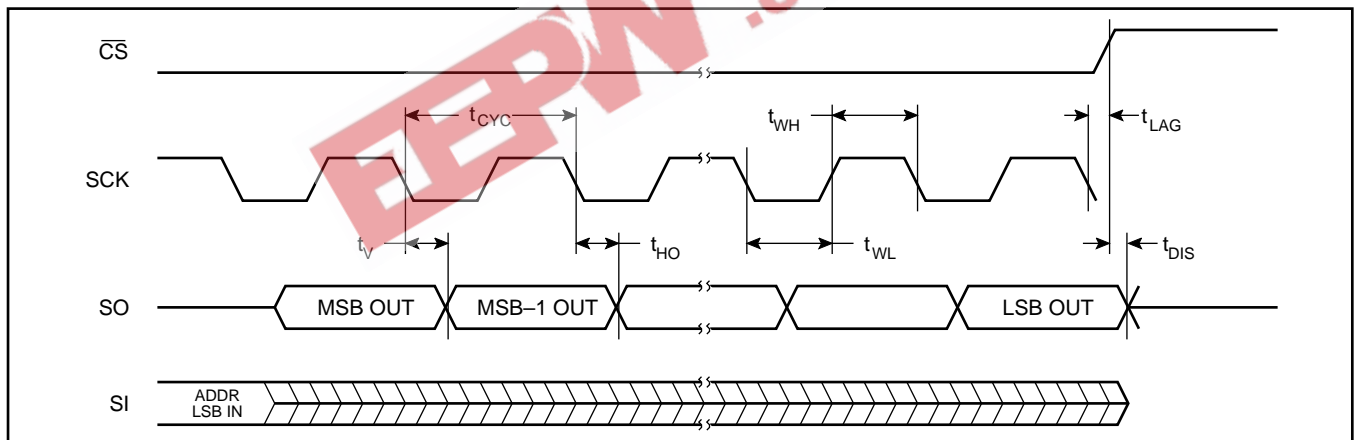 CS
tCYC
tWH
tLAG
SCK
tV
tHO
tWL
tDIS
SO
MSB OUT
MSB–1 OUT
LSB OUT
SI
ADDR
LSB IN
EEPW